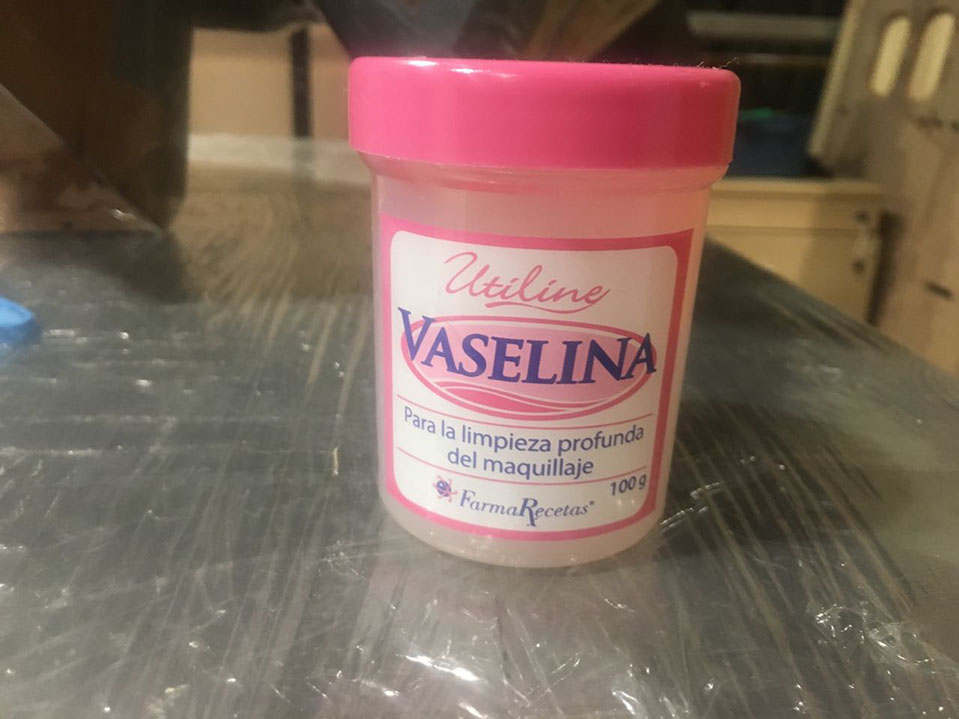 Utiline
VASELINA
Para la limpieza profunda
del maquillaje
100 g
FarmaRecetas®